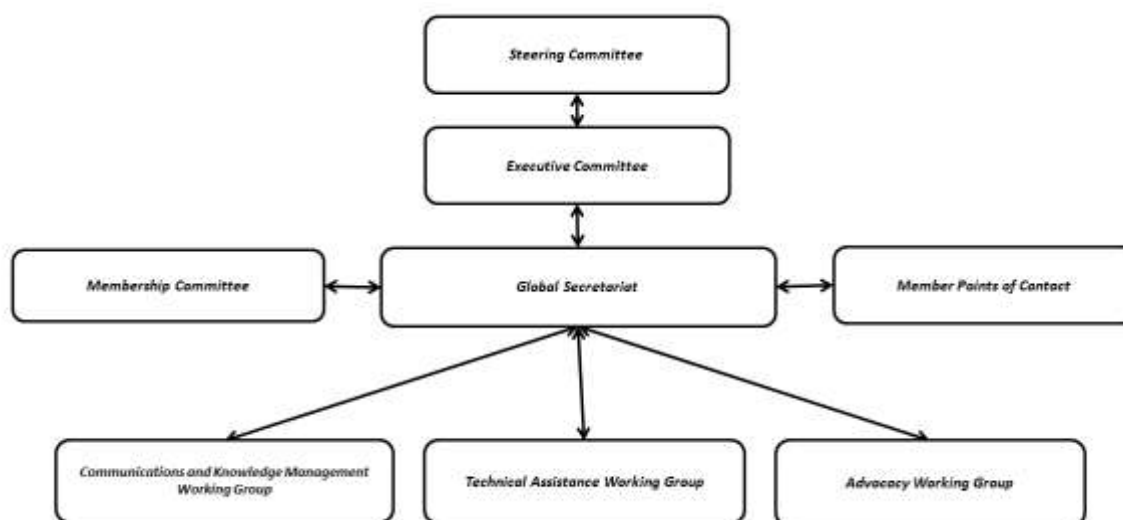 Steering Committee
Executive Committee
Membership Committee
Global Secretariat
Member Points of Contact
Communications and Knowledge Management
Working Group
Technical Assistance Working Group
Advocacy Working Group